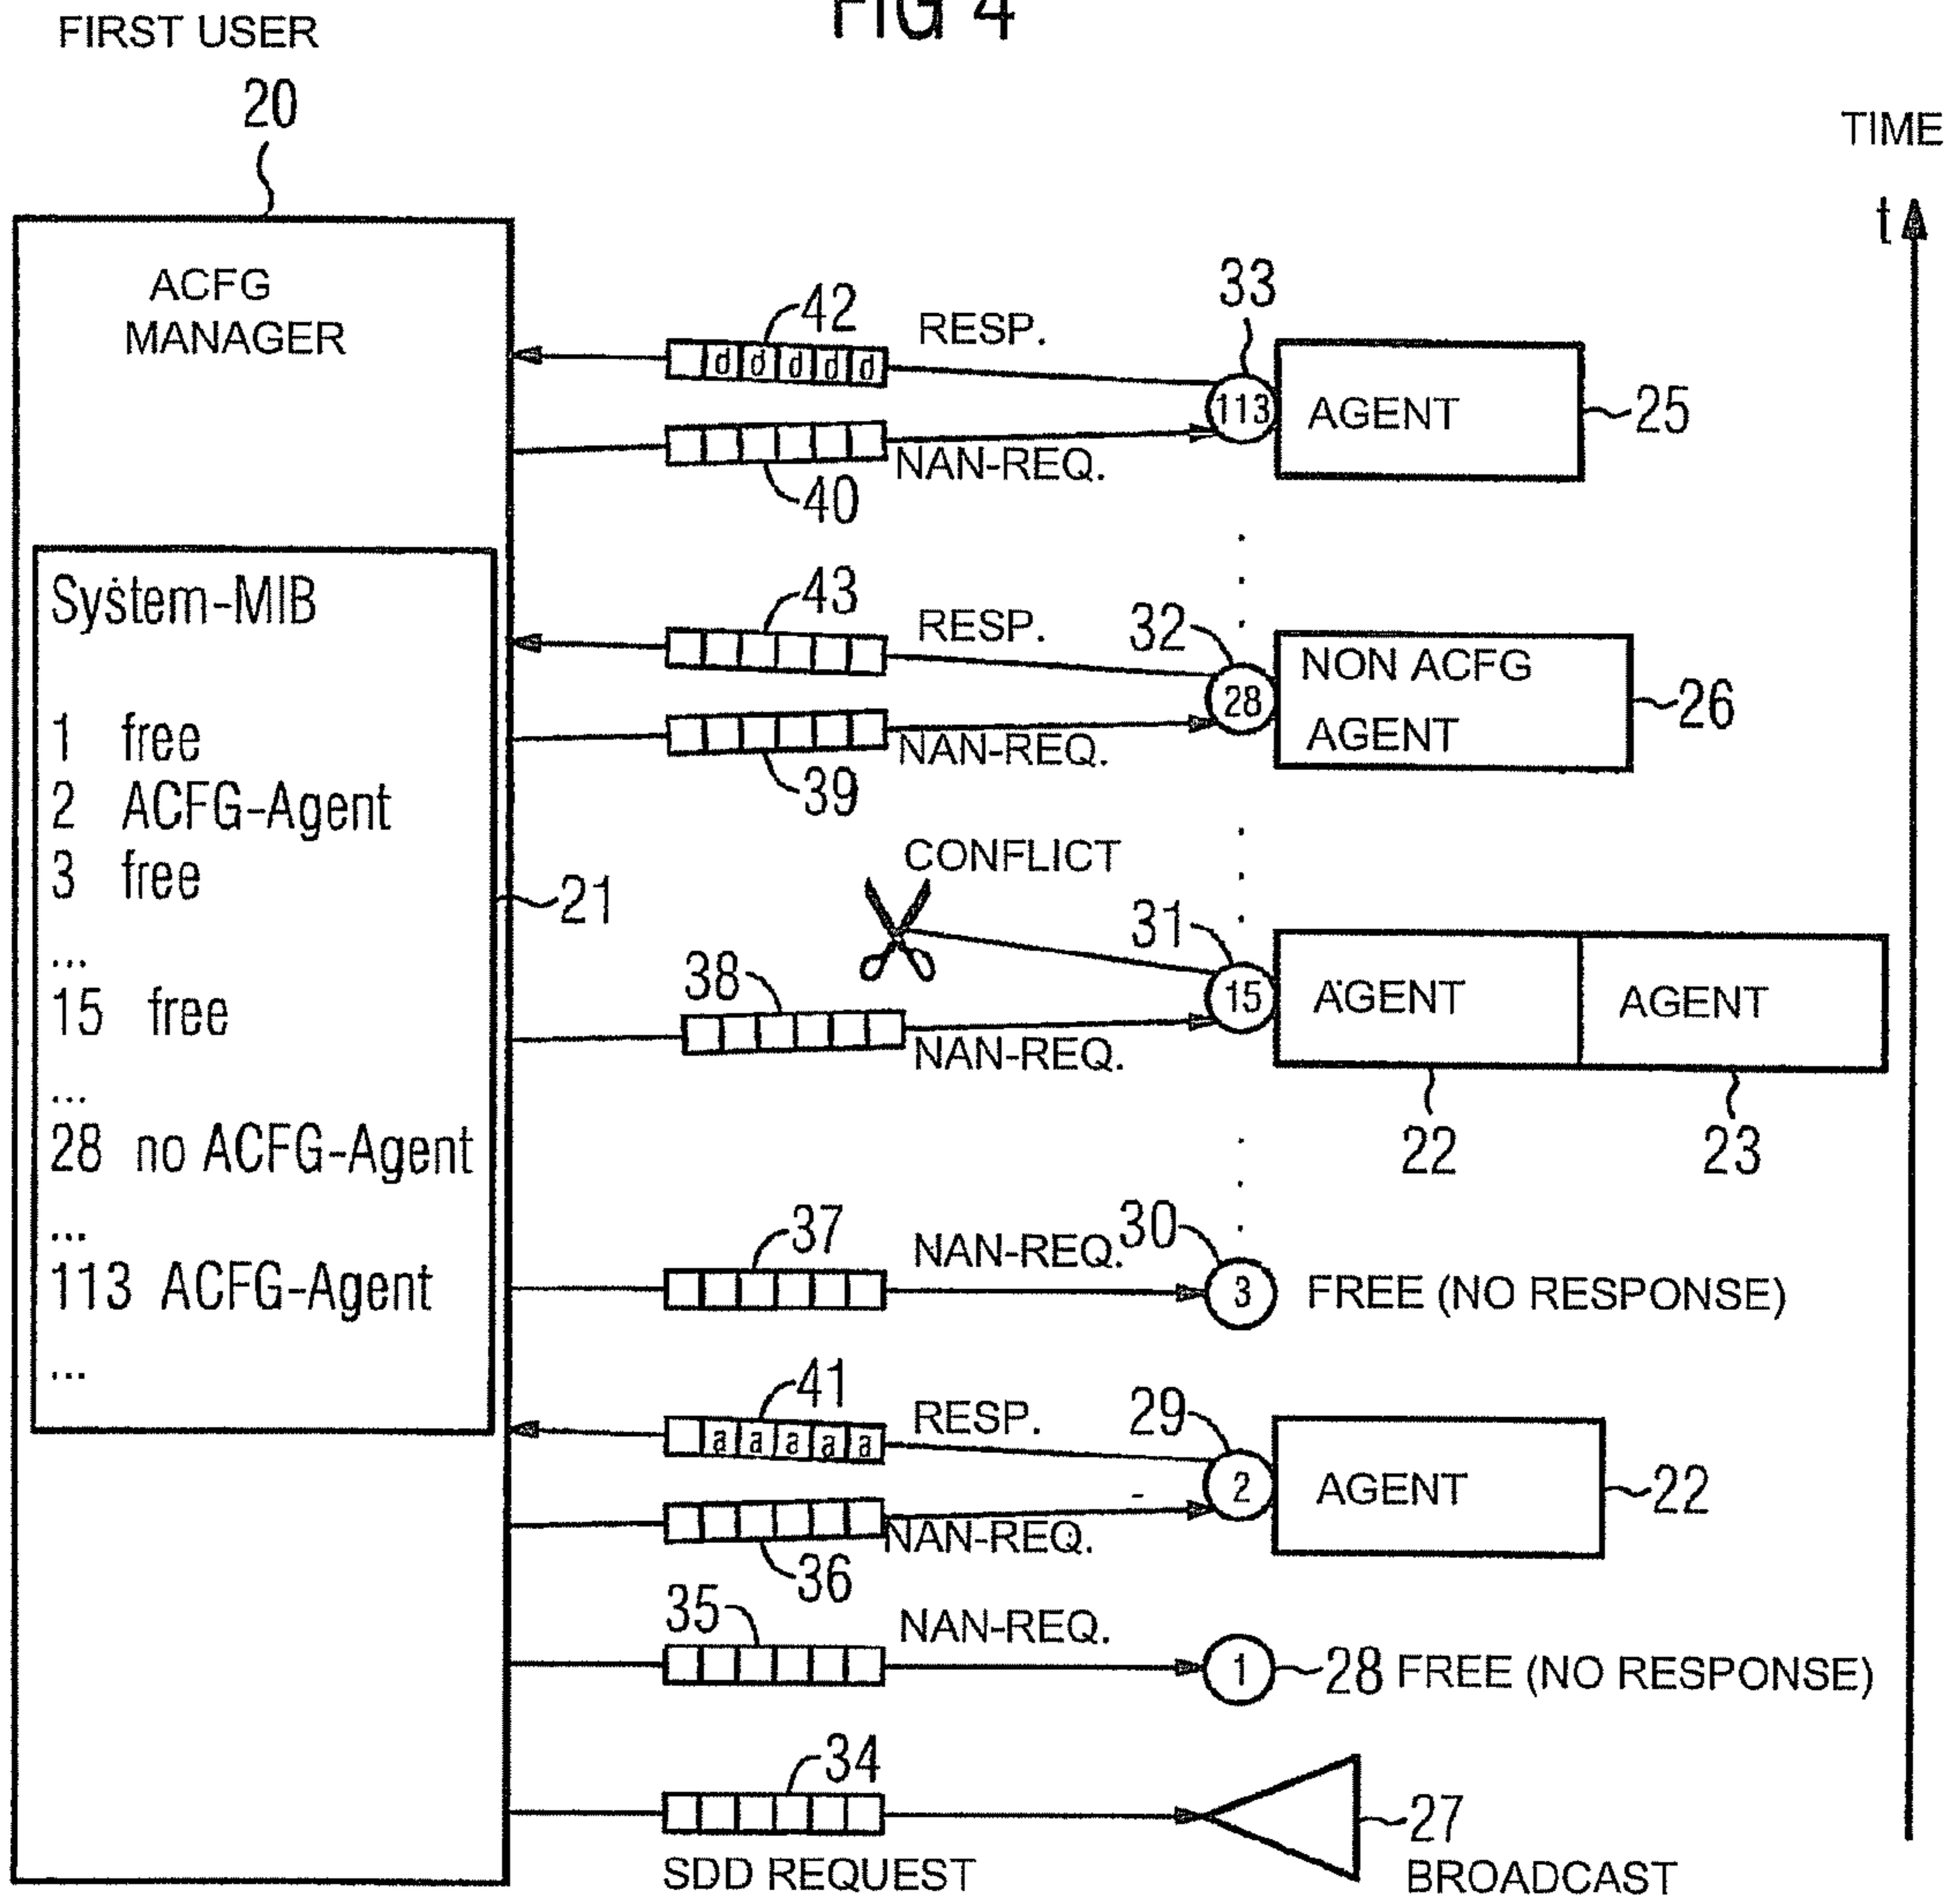 FIG 4
FIRST USER
20
TIME
t
ACFG
MANAGER
42
d d d d d
RESP.
33
113
AGENT
25
NAN-REQ.
40
System-MIB
1 free
2 ACFG-Agent
3 free
...
15 free
...
28 no ACFG-Agent
...
113 ACFG-Agent
...
21
43
RESP.
32
28
NON ACFG
AGENT
26
NAN-REQ.
39
CONFLICT
31
15
AGENT
AGENT
38
NAN-REQ.
22
23
37
NAN-REQ.
30
3
FREE (NO RESPONSE)
41
a a a a a
RESP.
29
2
AGENT
22
NAN-REQ.
36
35
NAN-REQ.
1
28 FREE (NO RESPONSE)
34
27
SDD REQUEST
BROADCAST